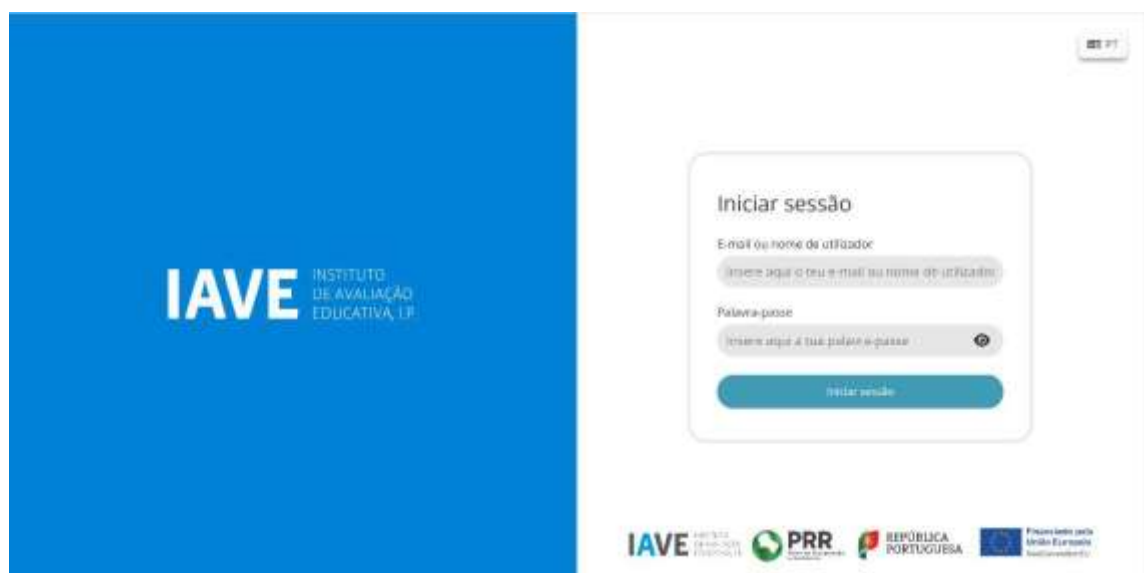 IAVE
INSTITUTO
DE AVALIAÇÃO
EDUCATIVA, I.P.
PT
Iniciar sessão
E-mail ou nome de utilizador
Insere aqui o teu e-mail ou nome de utilizador
Palavra-passe
Insere aqui a tua palavra-passe
Iniciar sessão
IAVE
PRR
REPÚBLICA
PORTUGUESA
Financiado pela
União Europeia